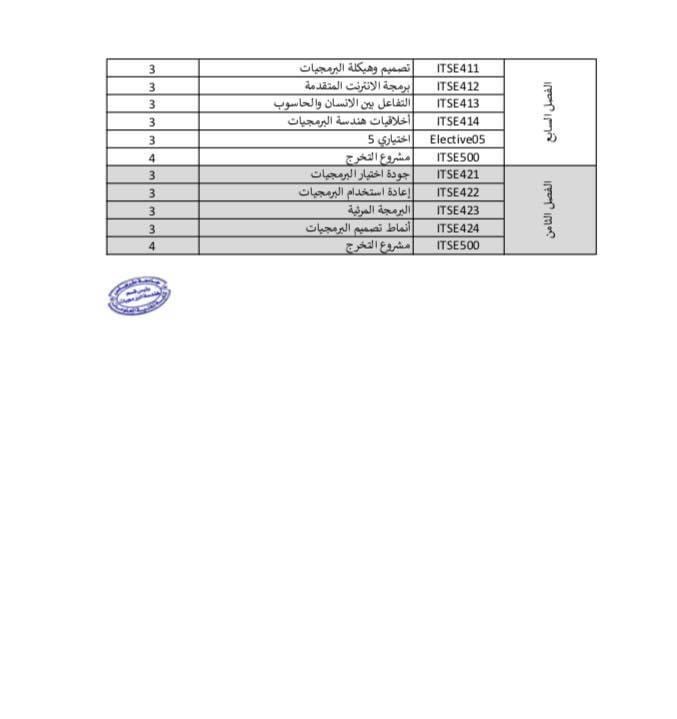 الفصل السابع
ITSE411 تصميم وهيكلة البرمجيات 3
ITSE412 برمجة الانترنت المتقدمة 3
ITSE413 التفاعل بين الانسان والحاسوب 3
ITSE414 أخلاقيات هندسة البرمجيات 3
Elective05 اختياري 5 3
ITSE500 مشروع التخرج 4
الفصل الثامن
ITSE421 جودة اختبار البرمجيات 3
ITSE422 إعادة استخدام البرمجيات 3
ITSE423 البرمجة المرئية 3
ITSE424 أنماط تصميم البرمجيات 3
ITSE500 مشروع التخرج 4